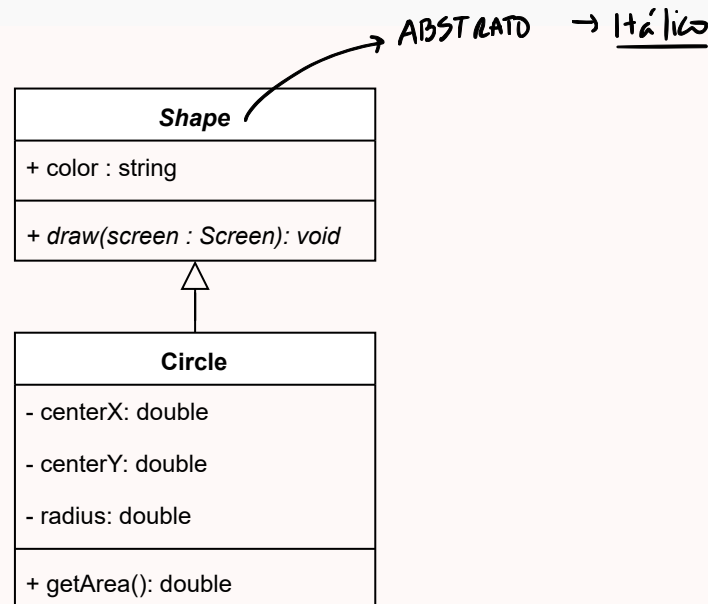 ABSTRATO → Itálico
Shape
+ color : string
+ draw(screen : Screen): void
Circle
- centerX: double
- centerY: double
- radius: double
+ getArea(): double